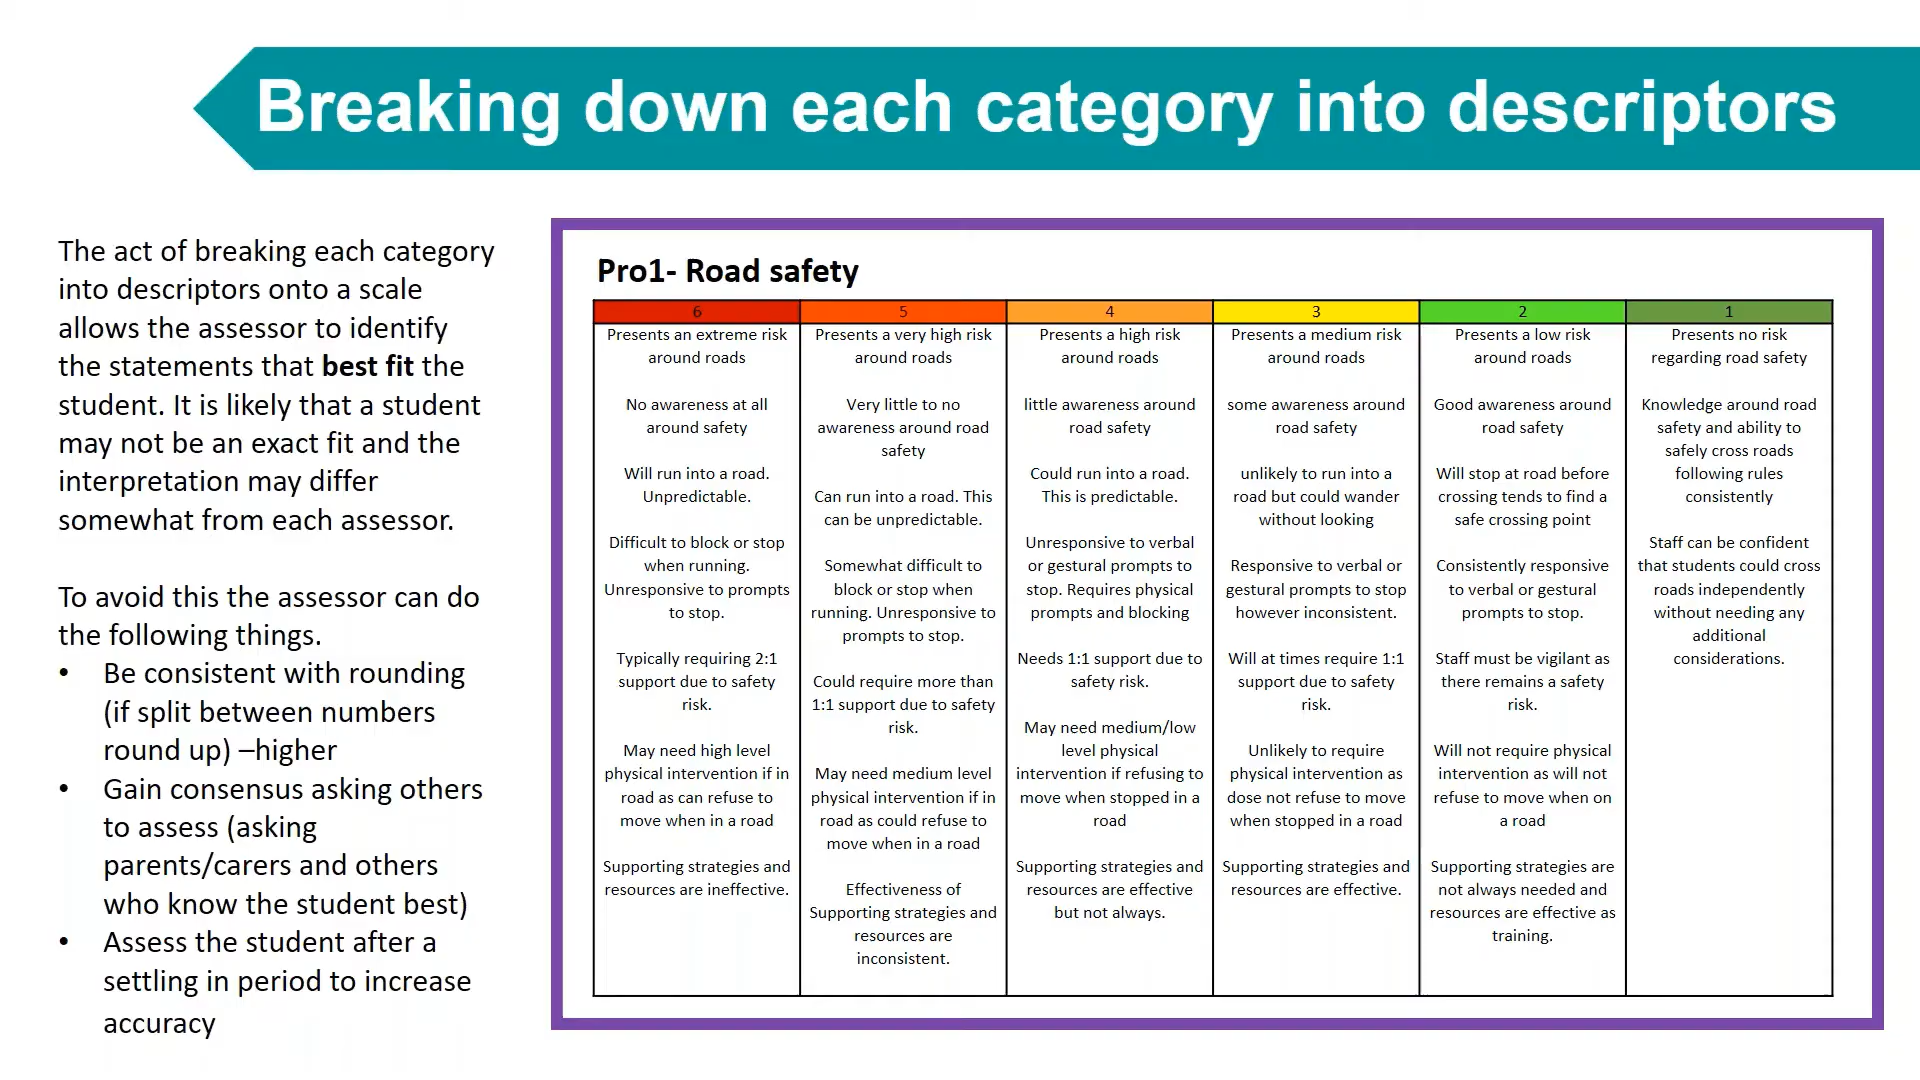 Breaking down each category into descriptors
The act of breaking each category
into descriptors onto a scale
allows the assessor to identify
the statements that best fit the
student. It is likely that a student
may not be an exact fit and the
interpretation may differ
somewhat from each assessor.
To avoid this the assessor can do
the following things.
• Be consistent with rounding
(if split between numbers
round up) –higher
• Gain consensus asking others
to assess (asking
parents/carers and others
who know the student best)
• Assess the student after a
settling in period to increase
accuracy
Pro1- Road safety
6
Presents an extreme risk
around roads
No awareness at all
around safety
Will run into a road.
Unpredictable.
Difficult to block or stop
when running.
Unresponsive to prompts
to stop.
Typically requiring 2:1
support due to safety
risk.
May need high level
physical intervention if in
road as can refuse to
move when in a road
Supporting strategies and
resources are ineffective.
5
Presents a very high risk
around roads
Very little to no
awareness around road
safety
Can run into a road. This
can be unpredictable.
Somewhat difficult to
block or stop when
running. Unresponsive to
prompts to stop.
Could require more than
1:1 support due to safety
risk.
May need medium level
physical intervention if in
road as could refuse to
move when in a road
Effectiveness of
Supporting strategies and
resources are
inconsistent.
4
Presents a high risk
around roads
little awareness around
road safety
Could run into a road.
This is predictable.
Unresponsive to verbal
or gestural prompts to
stop. Requires physical
prompts and blocking
Needs 1:1 support due to
safety risk.
May need medium/low
level physical
intervention if refusing to
move when stopped in a
road
Supporting strategies and
resources are effective
but not always.
3
Presents a medium risk
around roads
some awareness around
road safety
unlikely to run into a
road but could wander
without looking
Responsive to verbal or
gestural prompts to stop
however inconsistent.
Will at times require 1:1
support due to safety
risk.
Unlikely to require
physical intervention as
dose not refuse to move
when stopped in a road
Supporting strategies and
resources are effective.
2
Presents a low risk
around roads
Good awareness around
road safety
Will stop at road before
crossing tends to find a
safe crossing point
Consistently responsive
to verbal or gestural
prompts to stop.
Staff must be vigilant as
there remains a safety
risk.
Will not require physical
intervention as will not
refuse to move when on
a road
Supporting strategies are
not always needed and
resources are effective as
training.
1
Presents no risk
regarding road safety
Knowledge around road
safety and ability to
safely cross roads
following rules
consistently
Staff can be confident
that students could cross
roads independently
without needing any
additional
considerations.